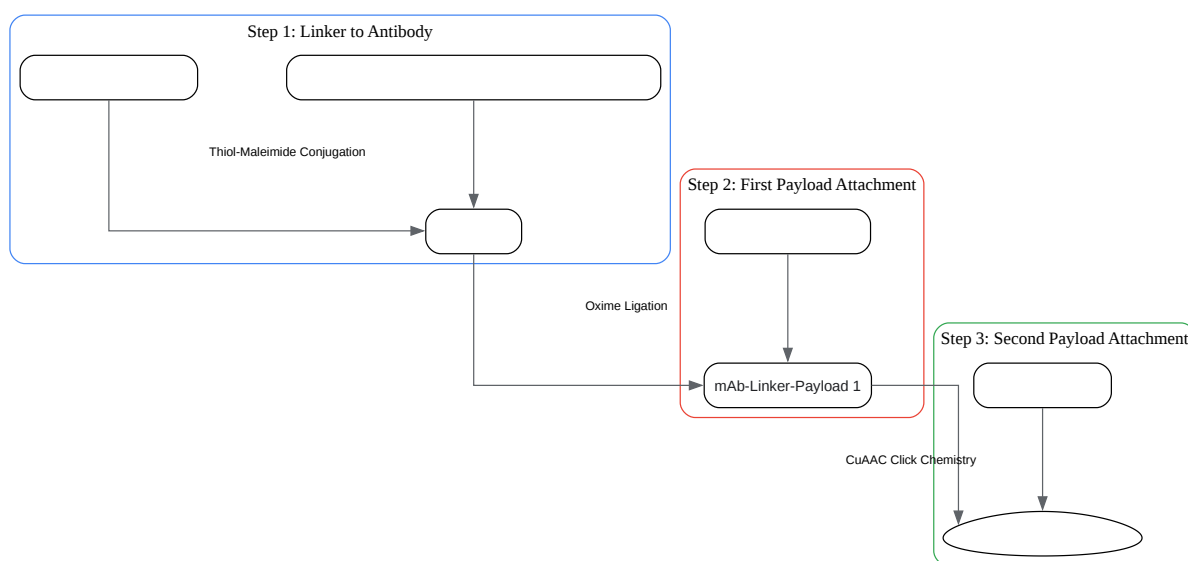 Step 1: Linker to Antibody
Thiol-Maleimide Conjugation
Step 2: First Payload Attachment
Oxime Ligation
Step 3: Second Payload Attachment
mAb-Linker-Payload 1
CuAAC Click Chemistry